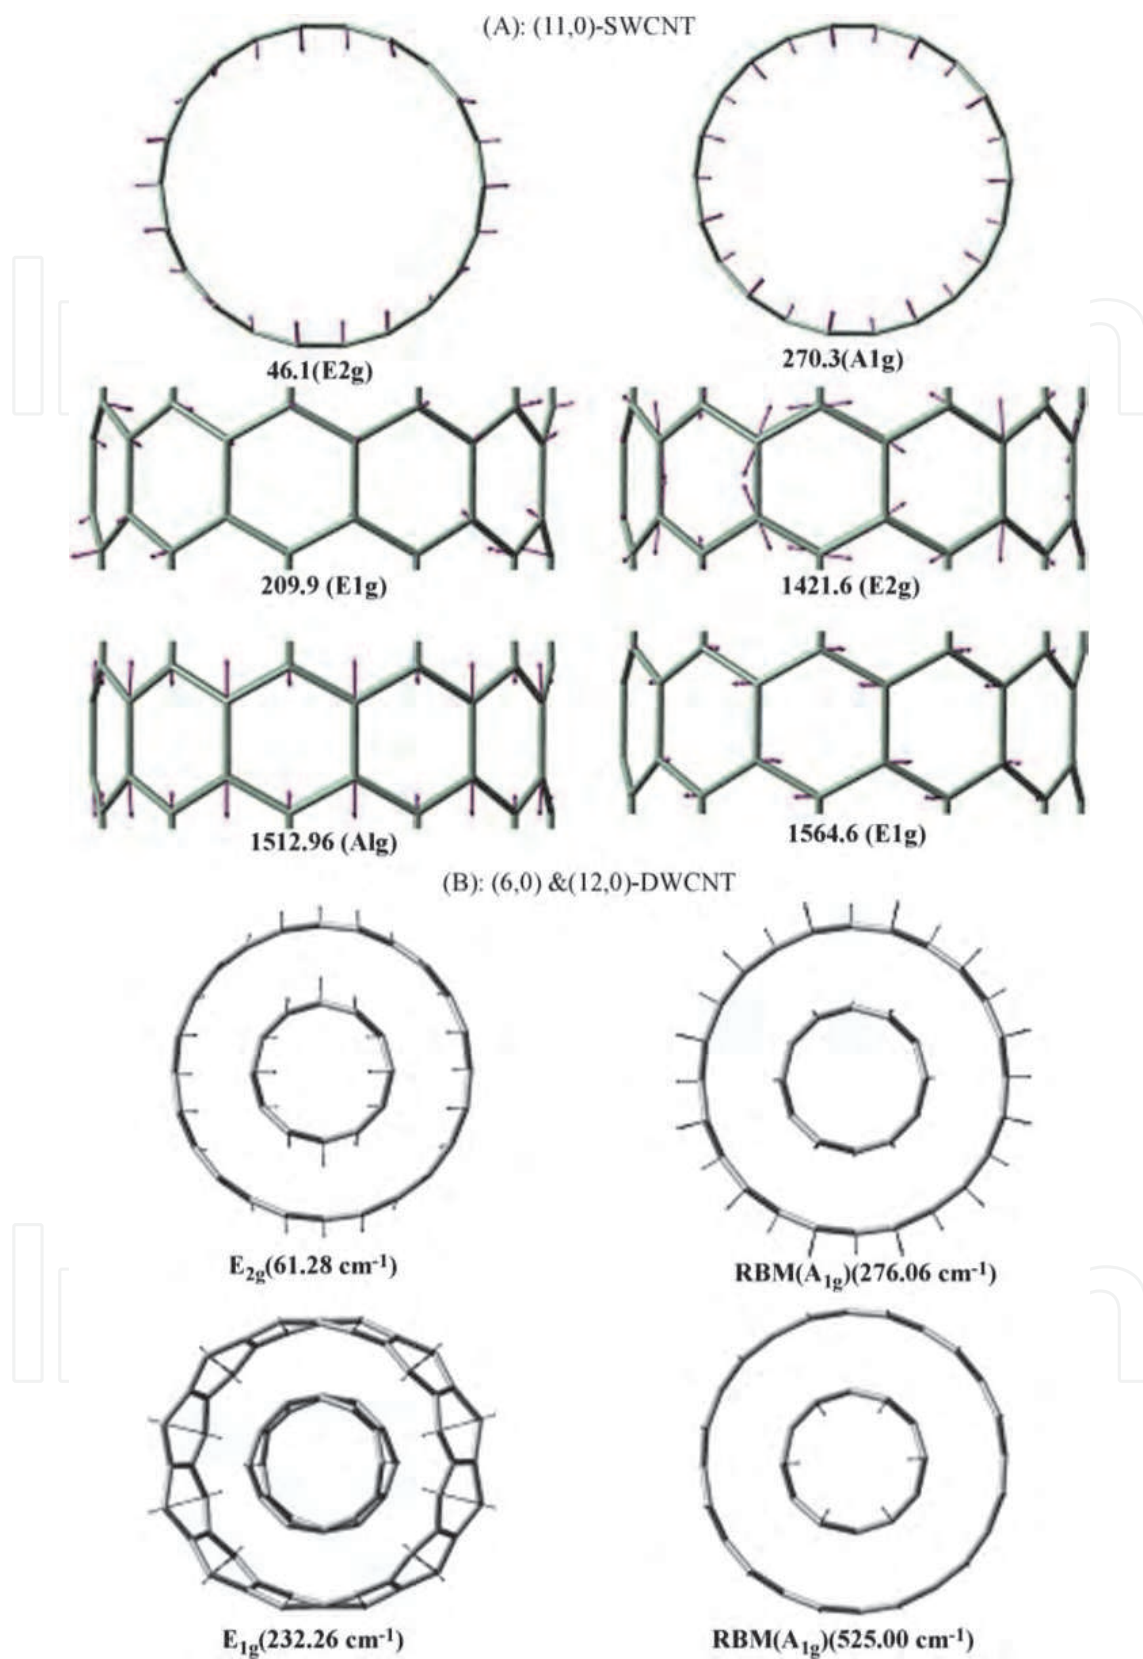 (A): (11,0)-SWCNT
46.1(E2g)
270.3(A1g)
209.9 (E1g)
1421.6 (E2g)
1512.96 (Alg)
1564.6 (E1g)
(B): (6,0) &(12,0)-DWCNT
E2g(61.28 cm-1)
RBM(A1g)(276.06 cm-1)
E1g(232.26 cm-1)
RBM(A1g)(525.00 cm-1)